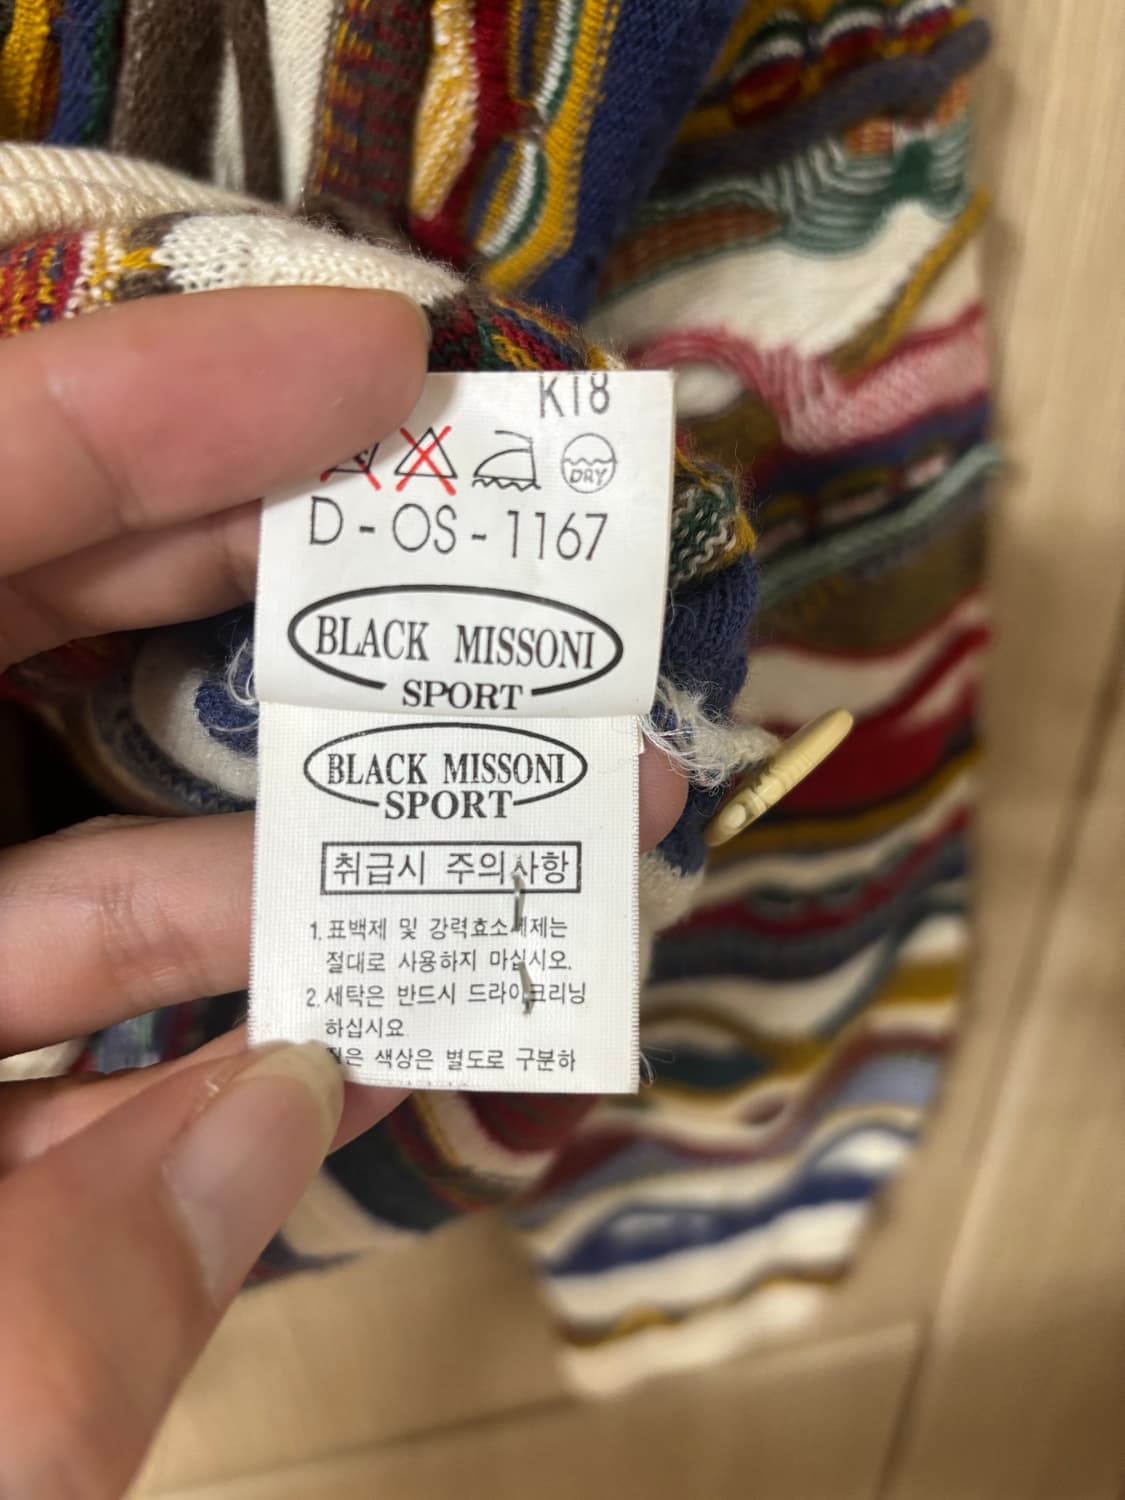 K18
DRY
D - OS - 1167
BLACK MISSONI
SPORT
BLACK MISSONI
SPORT
취급시 주의사항
1. 표백제 및 강력효소세제는
절대로 사용하지 마십시오.
2. 세탁은 반드시 드라이크리닝
하십시요
색상은 별도로 구분하